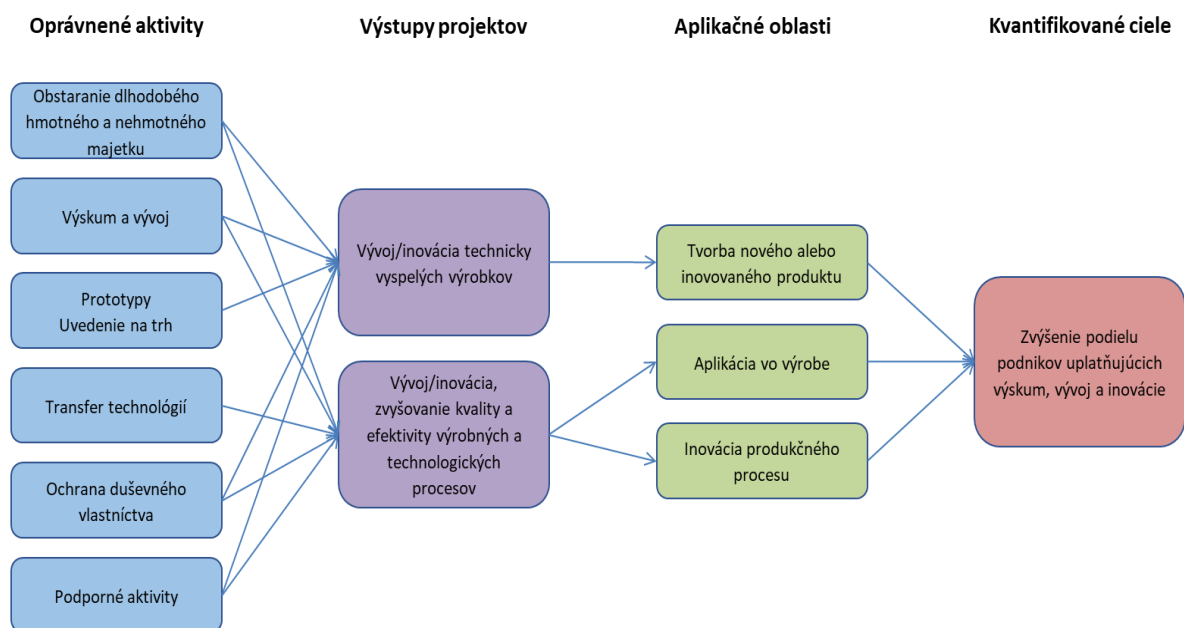 Oprávnené aktivity
Výstupy projektov
Aplikačné oblasti
Kvantifikované ciele
Obstaranie dlhodobého
hmotného a nehmotného
majetku
Výskum a vývoj
Prototypy
Uvedenie na trh
Transfer technológií
Ochrana duševného
vlastníctva
Podporné aktivity
Vývoj/inovácia technicky
vyspelých výrobkov
Vývoj/inovácia,
zvyšovanie kvality a
efektivity výrobných a
technologických
procesov
Tvorba nového alebo
inovovaného produktu
Aplikácia vo výrobe
Inovácia produkčného
procesu
Zvýšenie podielu
podnikov uplatňujúcich
výskum, vývoj a inovácie